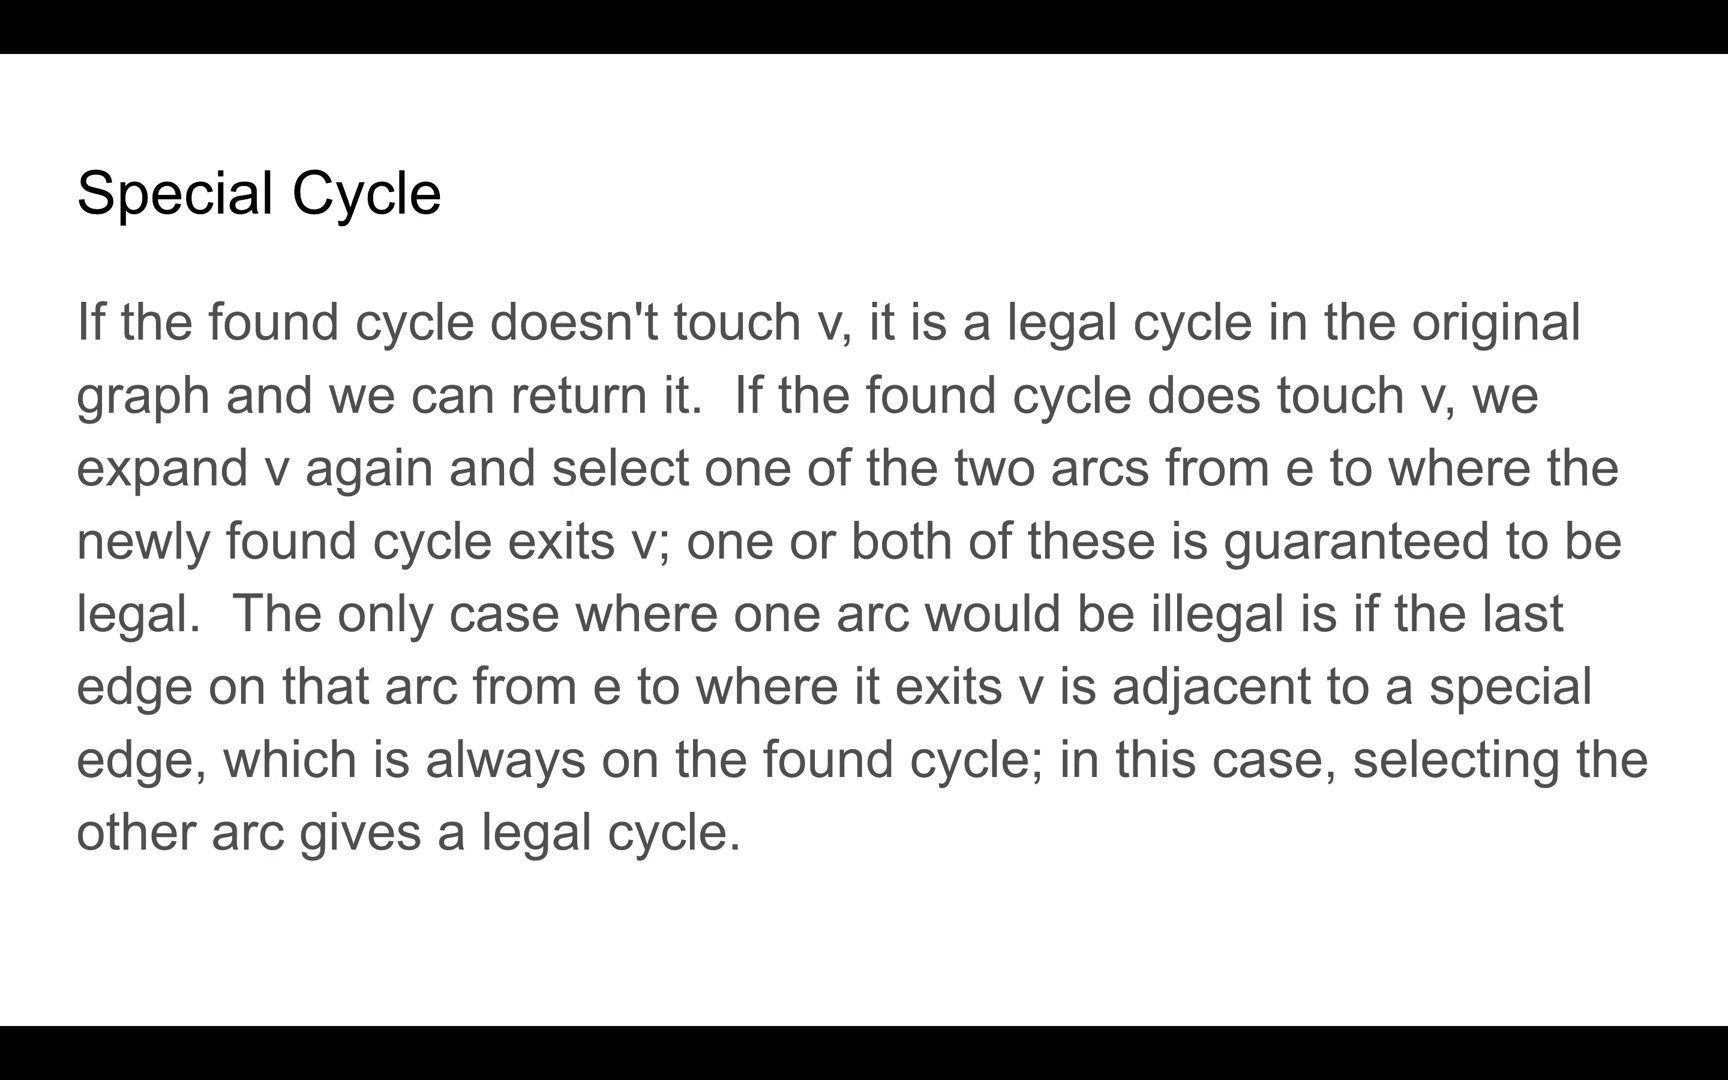 Special Cycle
If the found cycle doesn't touch v, it is a legal cycle in the original
graph and we can return it.  If the found cycle does touch v, we
expand v again and select one of the two arcs from e to where the
newly found cycle exits v; one or both of these is guaranteed to be
legal.  The only case where one arc would be illegal is if the last
edge on that arc from e to where it exits v is adjacent to a special
edge, which is always on the found cycle; in this case, selecting the
other arc gives a legal cycle.